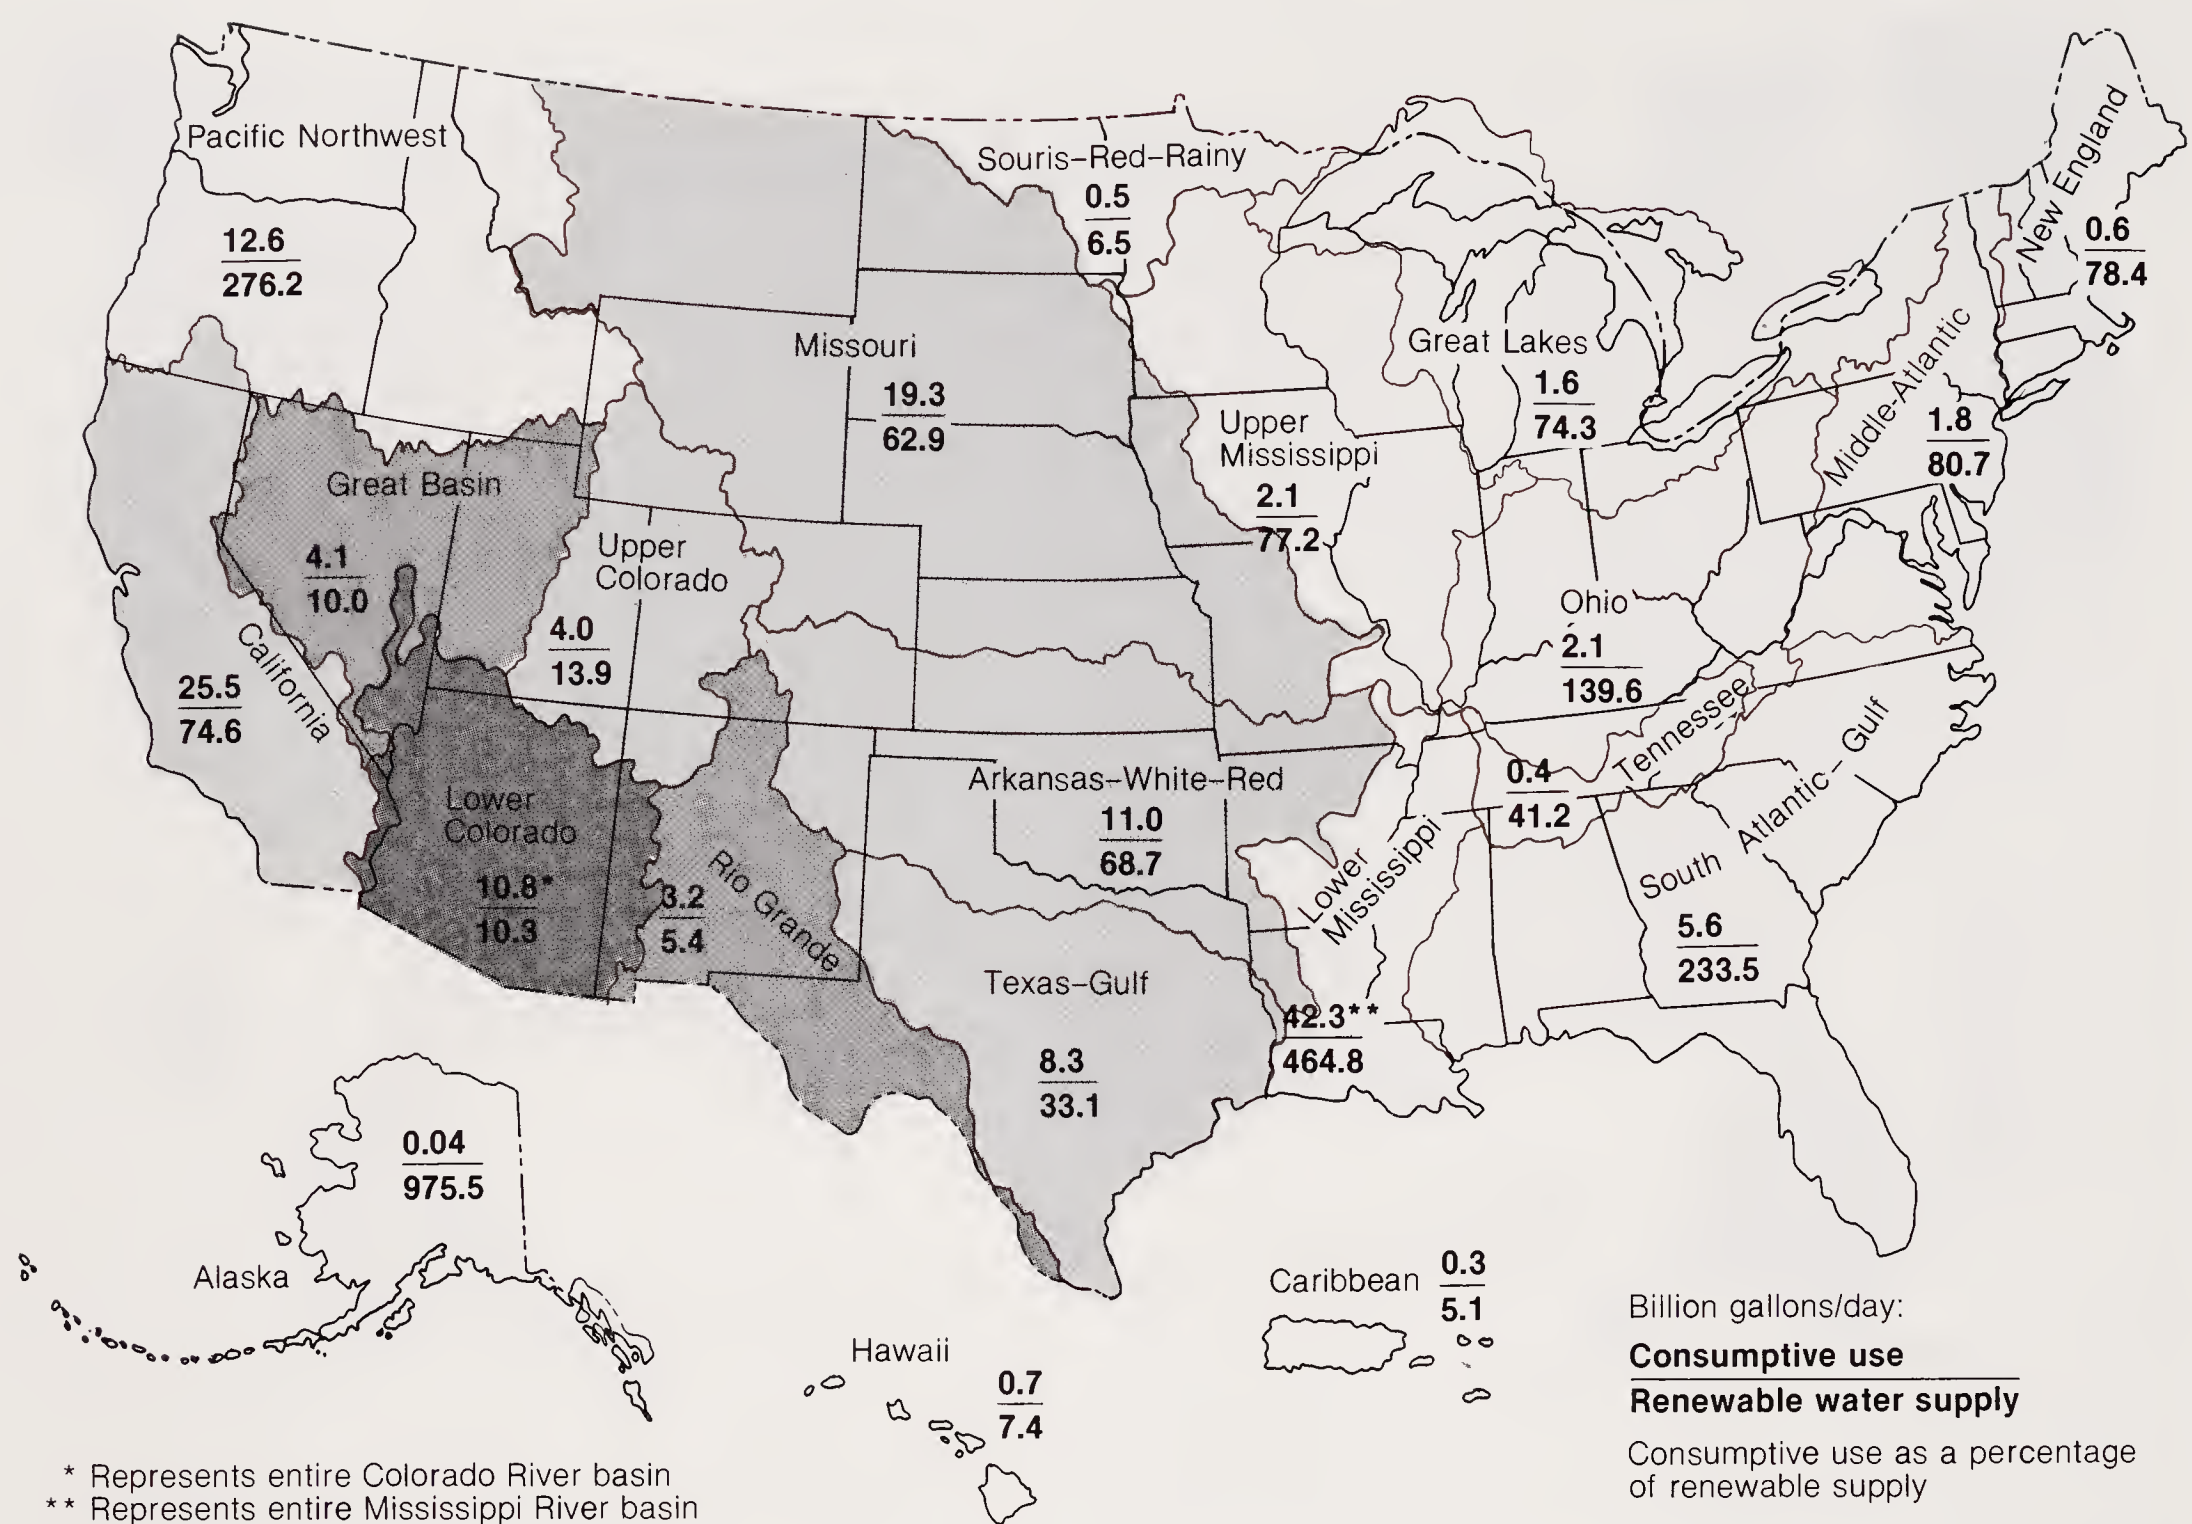 Pacific Northwest
12.6
276.2
Souris–Red–Rainy
0.5
6.5
New England
0.6
78.4
Missouri
19.3
62.9
Great Lakes
1.6
74.3
Middle-Atlantic
1.8
80.7
Upper
Mississippi
2.1
77.2
Great Basin
4.1
10.0
Upper
Colorado
4.0
13.9
Ohio
2.1
139.6
California
25.5
74.6
Tennessee
0.4
41.2
Arkansas–White–Red
11.0
68.7
Lower
Colorado
10.8*
10.3
Rio Grande
3.2
5.4
Lower
Mississippi
42.3**
464.8
South Atlantic–Gulf
5.6
233.5
Texas–Gulf
8.3
33.1
Alaska
0.04
975.5
Hawaii
0.7
7.4
Caribbean
0.3
5.1
Billion gallons/day:
Consumptive use
Renewable water supply
Consumptive use as a percentage
of renewable supply
* Represents entire Colorado River basin
** Represents entire Mississippi River basin